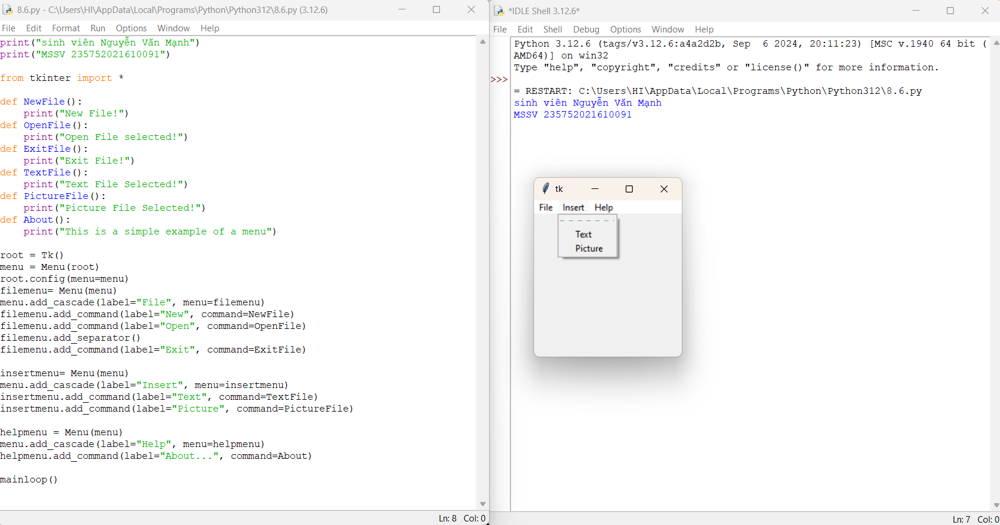 8.6.py - C:\Users\HI\AppData\Local\Programs\Python\Python312\8.6.py (3.12.6)
File Edit Format Run Options Window Help
print("sinh viên Nguyễn Văn Mạnh")
print("MSSV 235752021610091")
from tkinter import *
def NewFile():
    print("New File!")
def OpenFile():
    print("Open File selected!")
def ExitFile():
    print("Exit File!")
def TextFile():
    print("Text File Selected!")
def PictureFile():
    print("Picture File Selected!")
def About():
    print("This is a simple example of a menu")
root = Tk()
menu = Menu(root)
root.config(menu=menu)
filemenu= Menu(menu)
menu.add_cascade(label="File", menu=filemenu)
filemenu.add_command(label="New", command=NewFile)
filemenu.add_command(label="Open", command=OpenFile)
filemenu.add_separator()
filemenu.add_command(label="Exit", command=ExitFile)
insertmenu= Menu(menu)
menu.add_cascade(label="Insert", menu=insertmenu)
insertmenu.add_command(label="Text", command=TextFile)
insertmenu.add_command(label="Picture", command=PictureFile)
helpmenu = Menu(menu)
menu.add_cascade(label="Help", menu=helpmenu)
helpmenu.add_command(label="About...", command=About)
mainloop()
Ln: 8 Col: 0
*IDLE Shell 3.12.6*
File Edit Shell Debug Options Window Help
Python 3.12.6 (tags/v3.12.6:a4a2d2b, Sep  6 2024, 20:11:23) [MSC v.1940 64 bit (
AMD64)] on win32
Type "help", "copyright", "credits" or "license()" for more information.
>>>
= RESTART: C:\Users\HI\AppData\Local\Programs\Python\Python312\8.6.py
sinh viên Nguyễn Văn Mạnh
MSSV 235752021610091
tk
File Insert Help
Text
Picture
Ln: 7 Col: 0